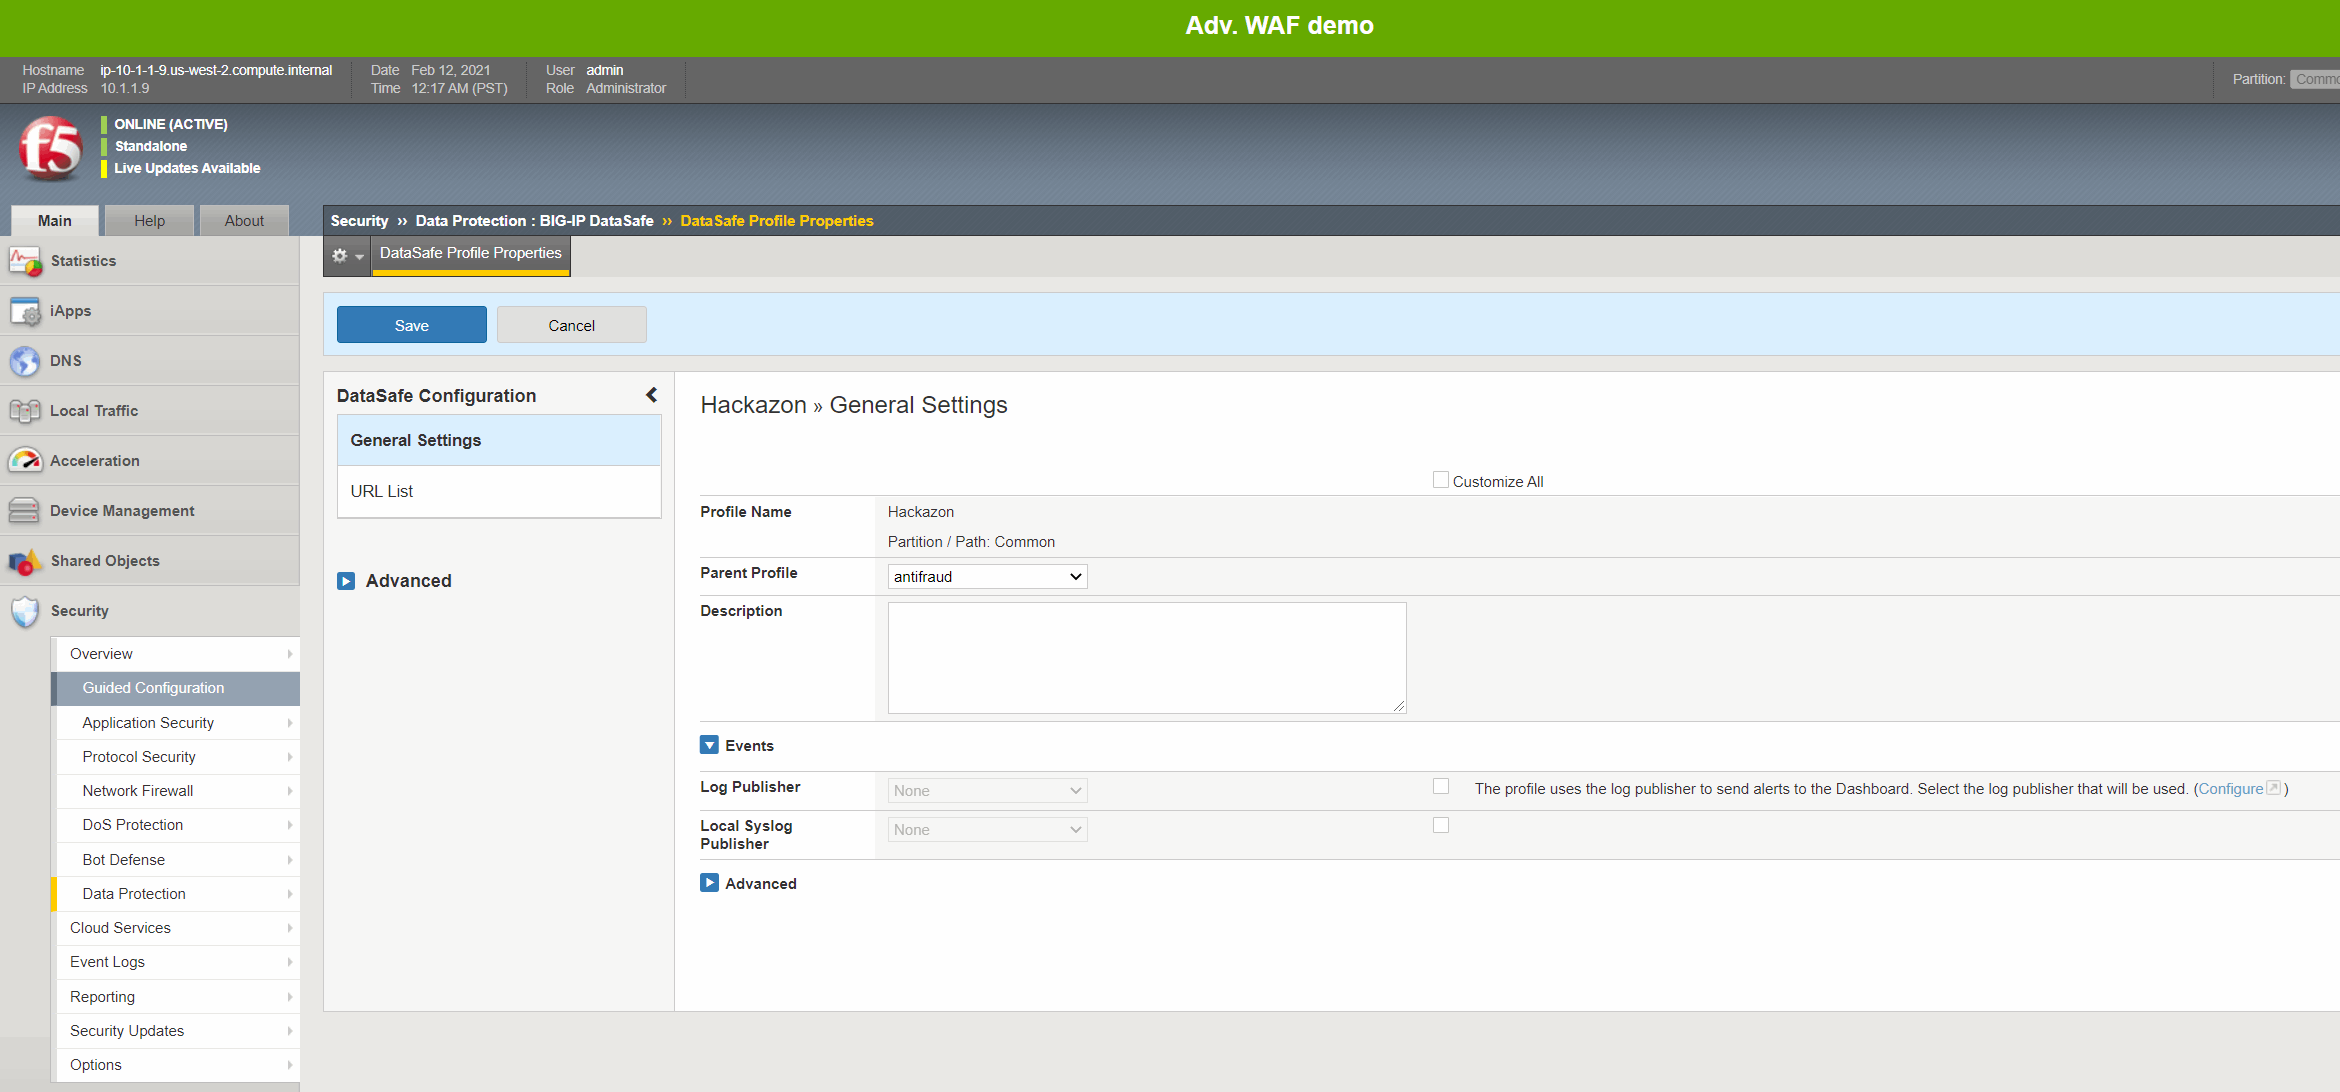 Adv. WAF demo
Hostname ip-10-1-1-9.us-west-2.compute.internal Date Feb 12, 2021 User admin
IP Address 10.1.1.9 Time 12:17 AM (PST) Role Administrator
Partition:
f5
ONLINE (ACTIVE)
Standalone
Live Updates Available
Main Help About
Security ›› Data Protection : BIG-IP DataSafe ›› DataSafe Profile Properties
DataSafe Profile Properties
Statistics
iApps
DNS
Local Traffic
Acceleration
Device Management
Shared Objects
Security
Overview
Guided Configuration
Application Security
Protocol Security
Network Firewall
DoS Protection
Bot Defense
Data Protection
Cloud Services
Event Logs
Reporting
Security Updates
Options
Save Cancel
DataSafe Configuration
General Settings
URL List
Advanced
Hackazon » General Settings
Customize All
Profile Name Hackazon
Partition / Path: Common
Parent Profile antifraud
Description
Events
Log Publisher None The profile uses the log publisher to send alerts to the Dashboard. Select the log publisher that will be used. (Configure)
Local Syslog
Publisher None
Advanced